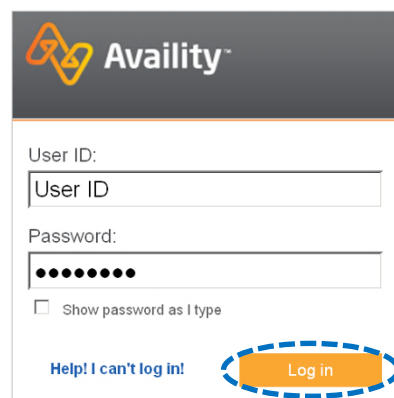 Availity™
User ID:
User ID
Password:
●●●●●●●●
Show password as I type
Help! I can't log in!
Log in